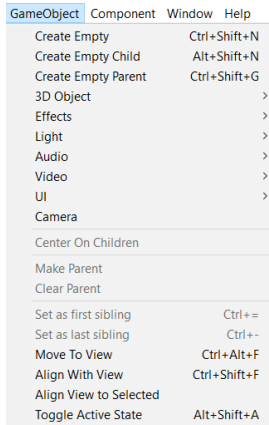 GameObject Component Window Help
Create Empty Ctrl+Shift+N
Create Empty Child Alt+Shift+N
Create Empty Parent Ctrl+Shift+G
3D Object
Effects
Light
Audio
Video
UI
Camera
Center On Children
Make Parent
Clear Parent
Set as first sibling Ctrl+=
Set as last sibling Ctrl+-
Move To View Ctrl+Alt+F
Align With View Ctrl+Shift+F
Align View to Selected
Toggle Active State Alt+Shift+A